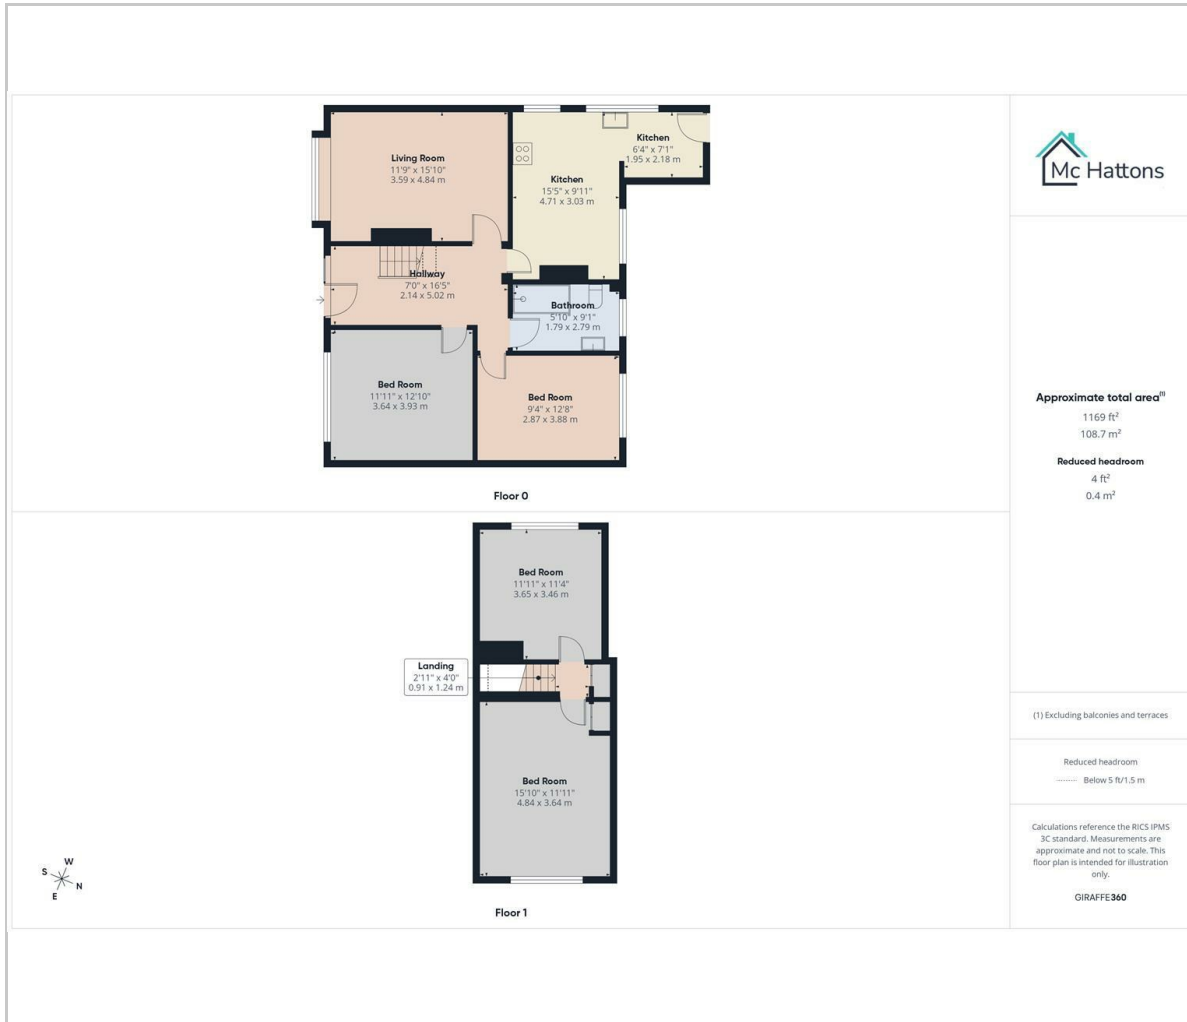 Living Room
11'9" x 15'10"
3.59 x 4.84 m
Kitchen
6'4" x 7'1"
1.95 x 2.18 m
Kitchen
15'5" x 9'11"
4.71 x 3.03 m
Hallway
7'0" x 16'5"
2.14 x 5.02 m
Bathroom
5'10" x 9'1"
1.79 x 2.79 m
Bed Room
11'11" x 12'10"
3.64 x 3.93 m
Bed Room
9'4" x 12'8"
2.87 x 3.88 m
Floor 0
Bed Room
11'11" x 11'4"
3.65 x 3.46 m
Landing
2'11" x 4'0"
0.91 x 1.24 m
Bed Room
15'10" x 11'11"
4.84 x 3.64 m
Floor 1
W
S
N
E
Mc Hattons
Approximate total area(1)
1169 ft²
108.7 m²
Reduced headroom
4 ft²
0.4 m²
(1) Excluding balconies and terraces
Reduced headroom
Below 5 ft/1.5 m
Calculations reference the RICS IPMS
3C standard. Measurements are
approximate and not to scale. This
floor plan is intended for illustration
only.
GIRAFFE360